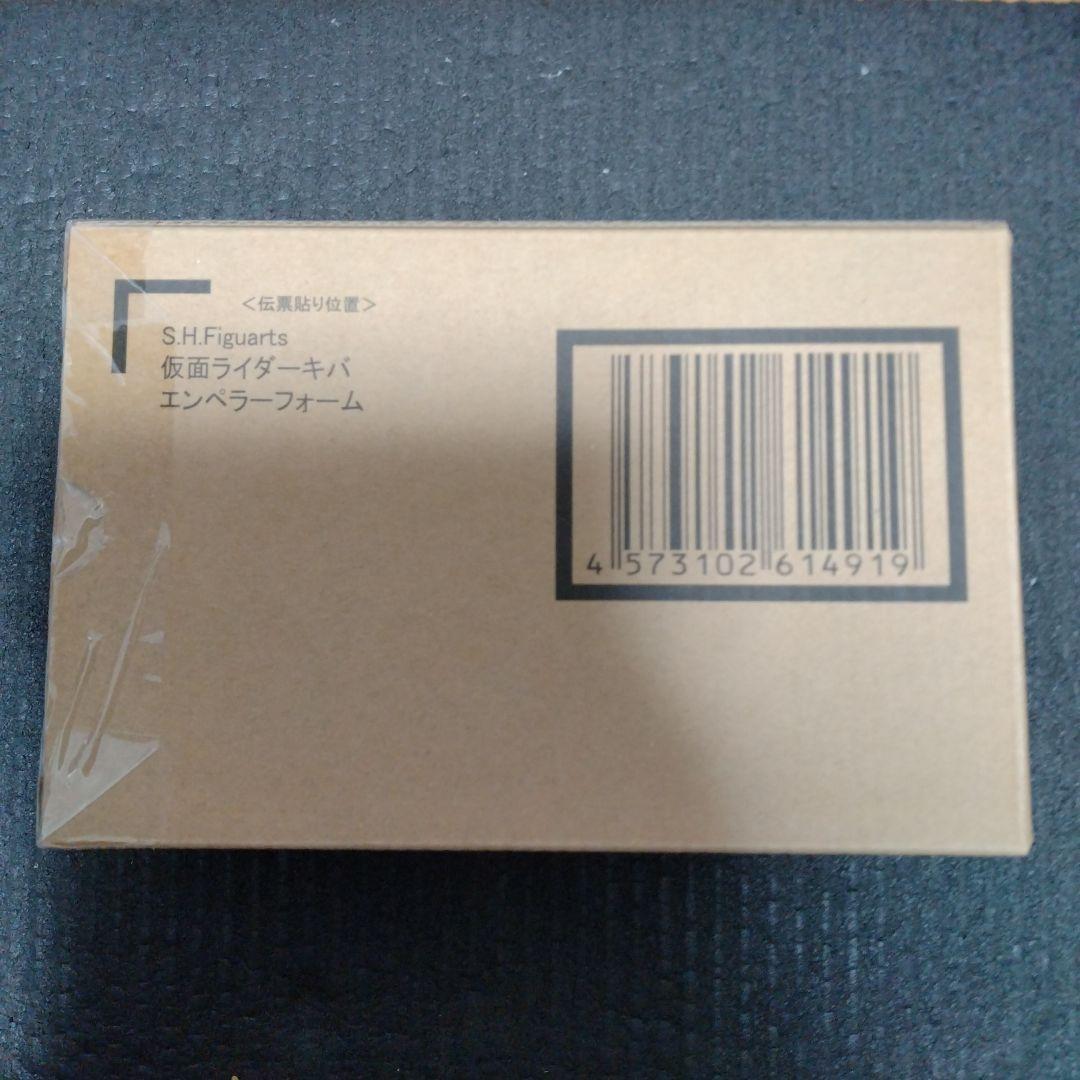 <伝票貼り位置>
S.H.Figuarts
仮面ライダーキバ
エンペラーフォーム
4 573102 614919